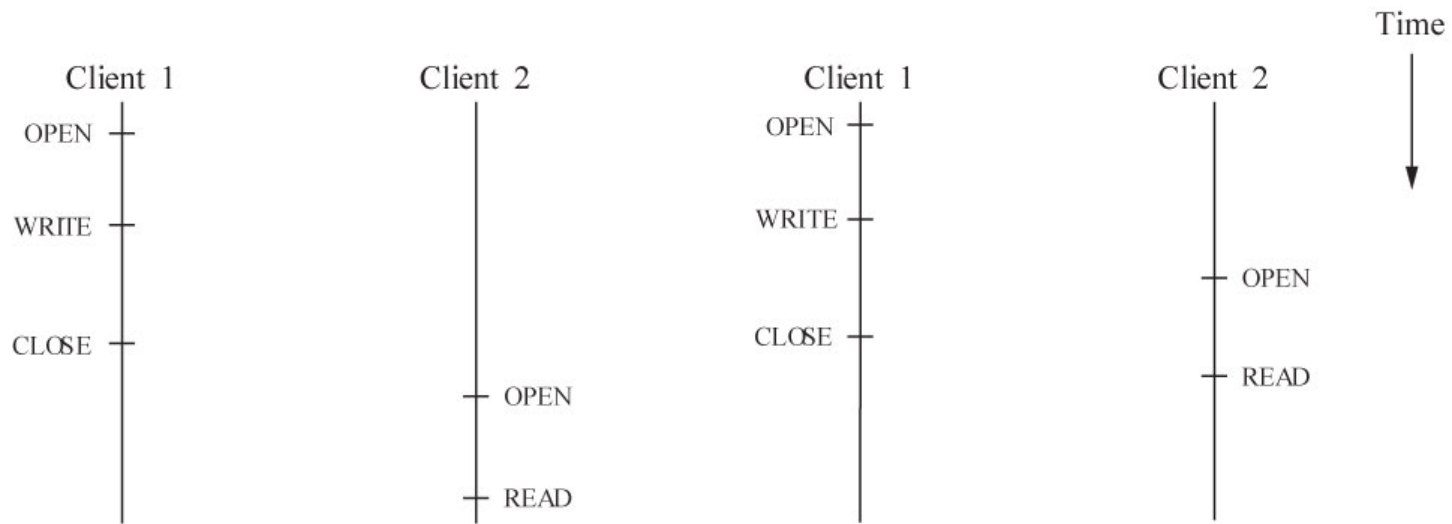 Time
Client 1
Client 2
Client 1
Client 2
OPEN
OPEN
WRITE
WRITE
OPEN
CLOSE
CLOSE
READ
OPEN
READ